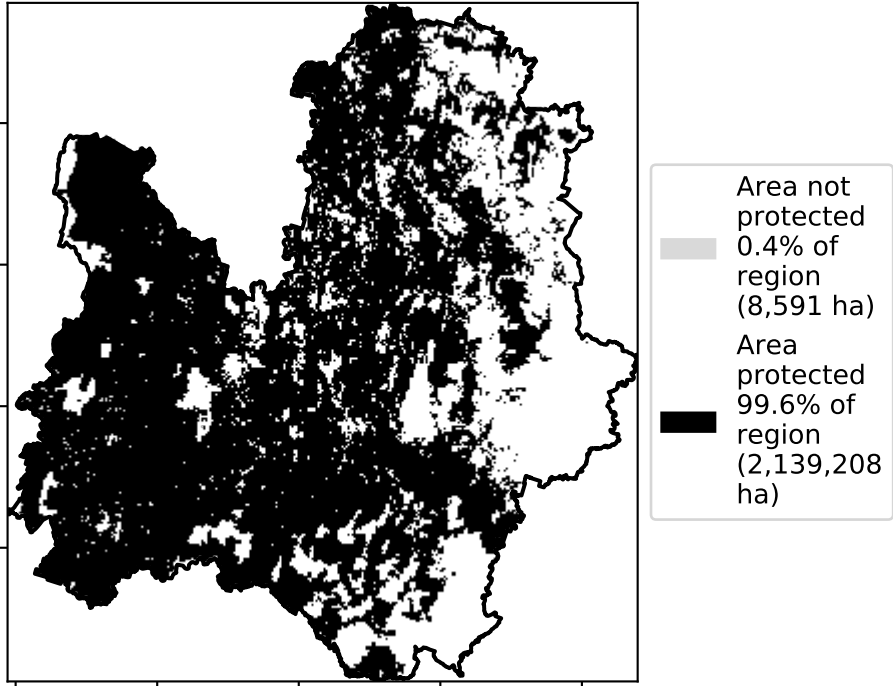 Area not
protected
0.4% of
region
(8,591 ha)
Area
protected
99.6% of
region
(2,139,208
ha)